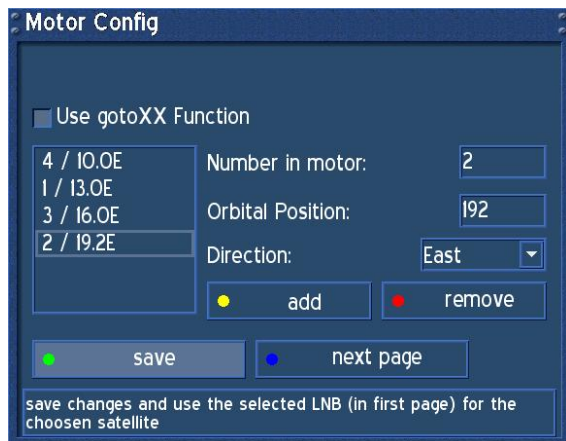 Motor Config
Use gotoXX Function
4 / 10.0E
1 / 13.0E
3 / 16.0E
2 / 19.2E
Number in motor:
2
Orbital Position:
192
Direction:
East
add
remove
save
next page
save changes and use the selected LNB (in first page) for the
choosen satellite